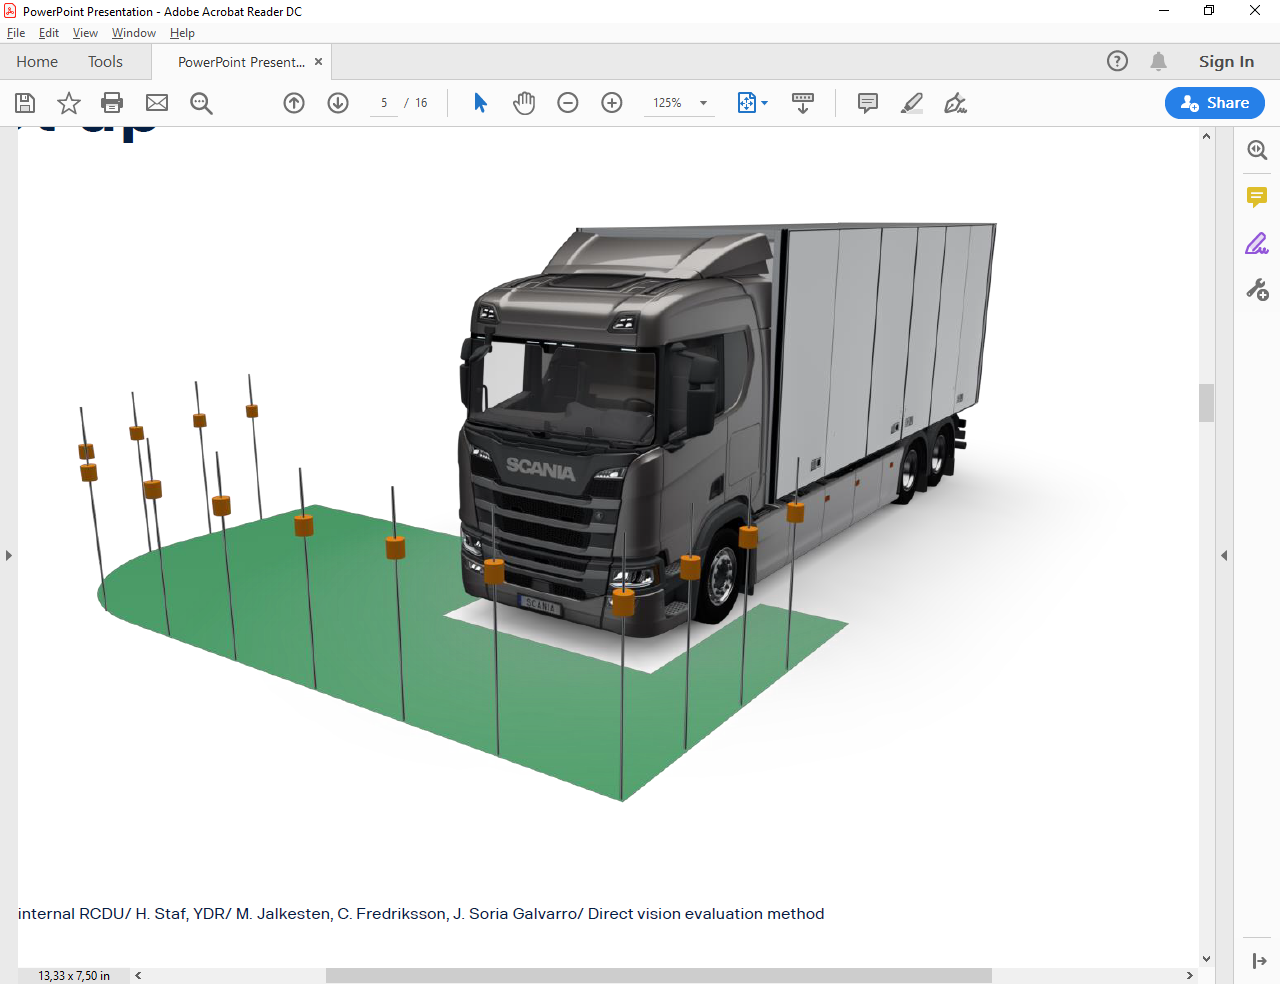 PowerPoint Presentation - Adobe Acrobat Reader DC
File Edit View Window Help
Home Tools PowerPoint Present... Sign In
5 / 16 125% Share
SCANIA
SCANIA
internal RCDU/ H. Staf, YDR/ M. Jalkesten, C. Fredriksson, J. Soria Galvarro/ Direct vision evaluation method
13,33 x 7,50 in